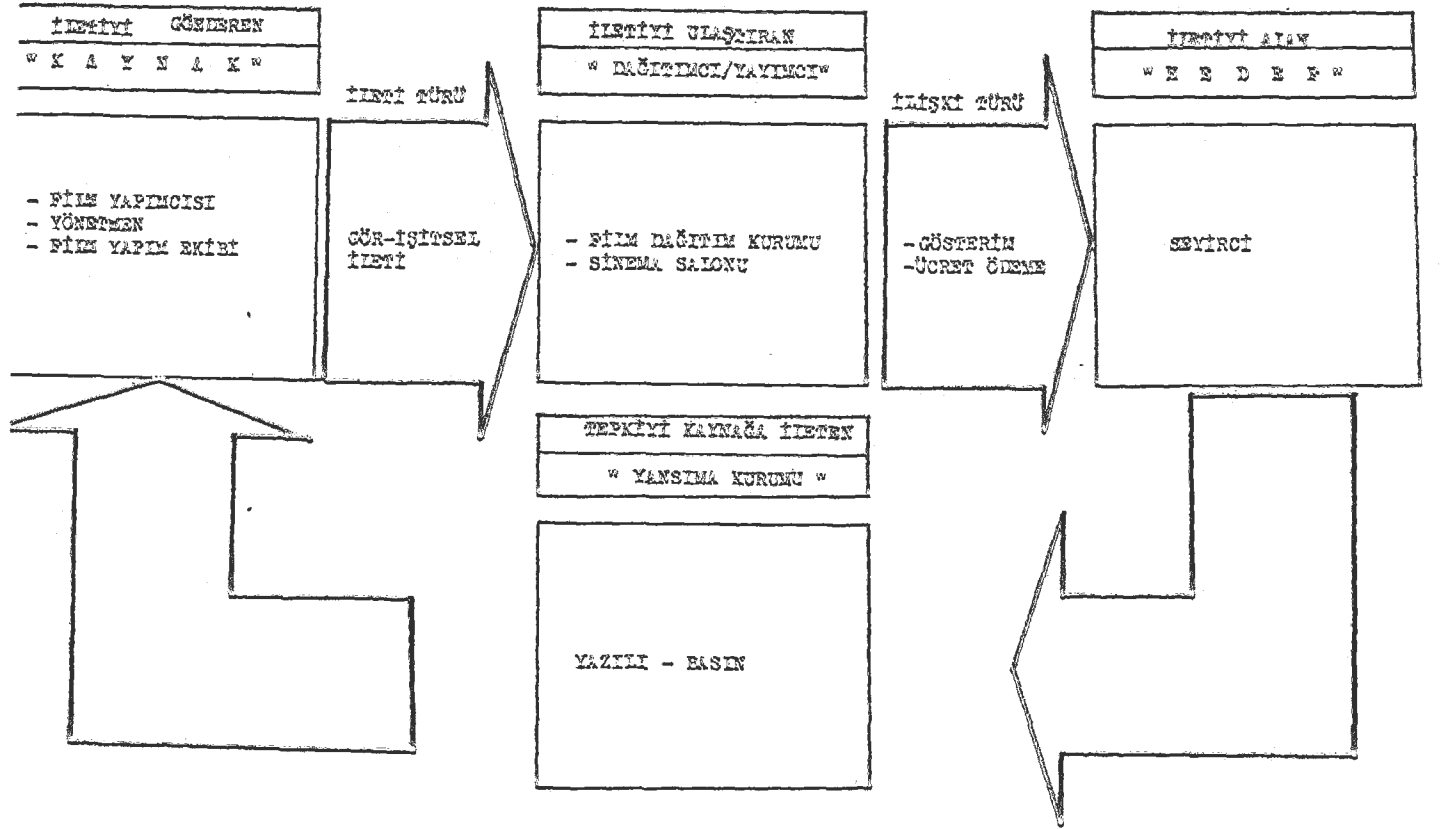 İLETİYİ GÖNDEREN
" K A Y N A K "
İLETİ TÜRÜ
İLETİYİ ULAŞTIRAN
" DAĞITIMCI/YAYIMCI"
İLİŞKİ TÜRÜ
İLETİYİ ALAN
" H E D E F "
- FİLM YAPIMCISI
- YÖNETMEN
- FİLM YAPIM EKİBİ
GÖR-İŞİTSEL
İLETİ
- FİLM DAĞITIM KURUMU
- SİNEMA SALONU
-GÖSTERİM
-ÜCRET ÖDEME
SEYİRCİ
TEPKİYİ KAYNAĞA İLETEN
" YANSIMA KURUMU "
YAZILI - BASIN